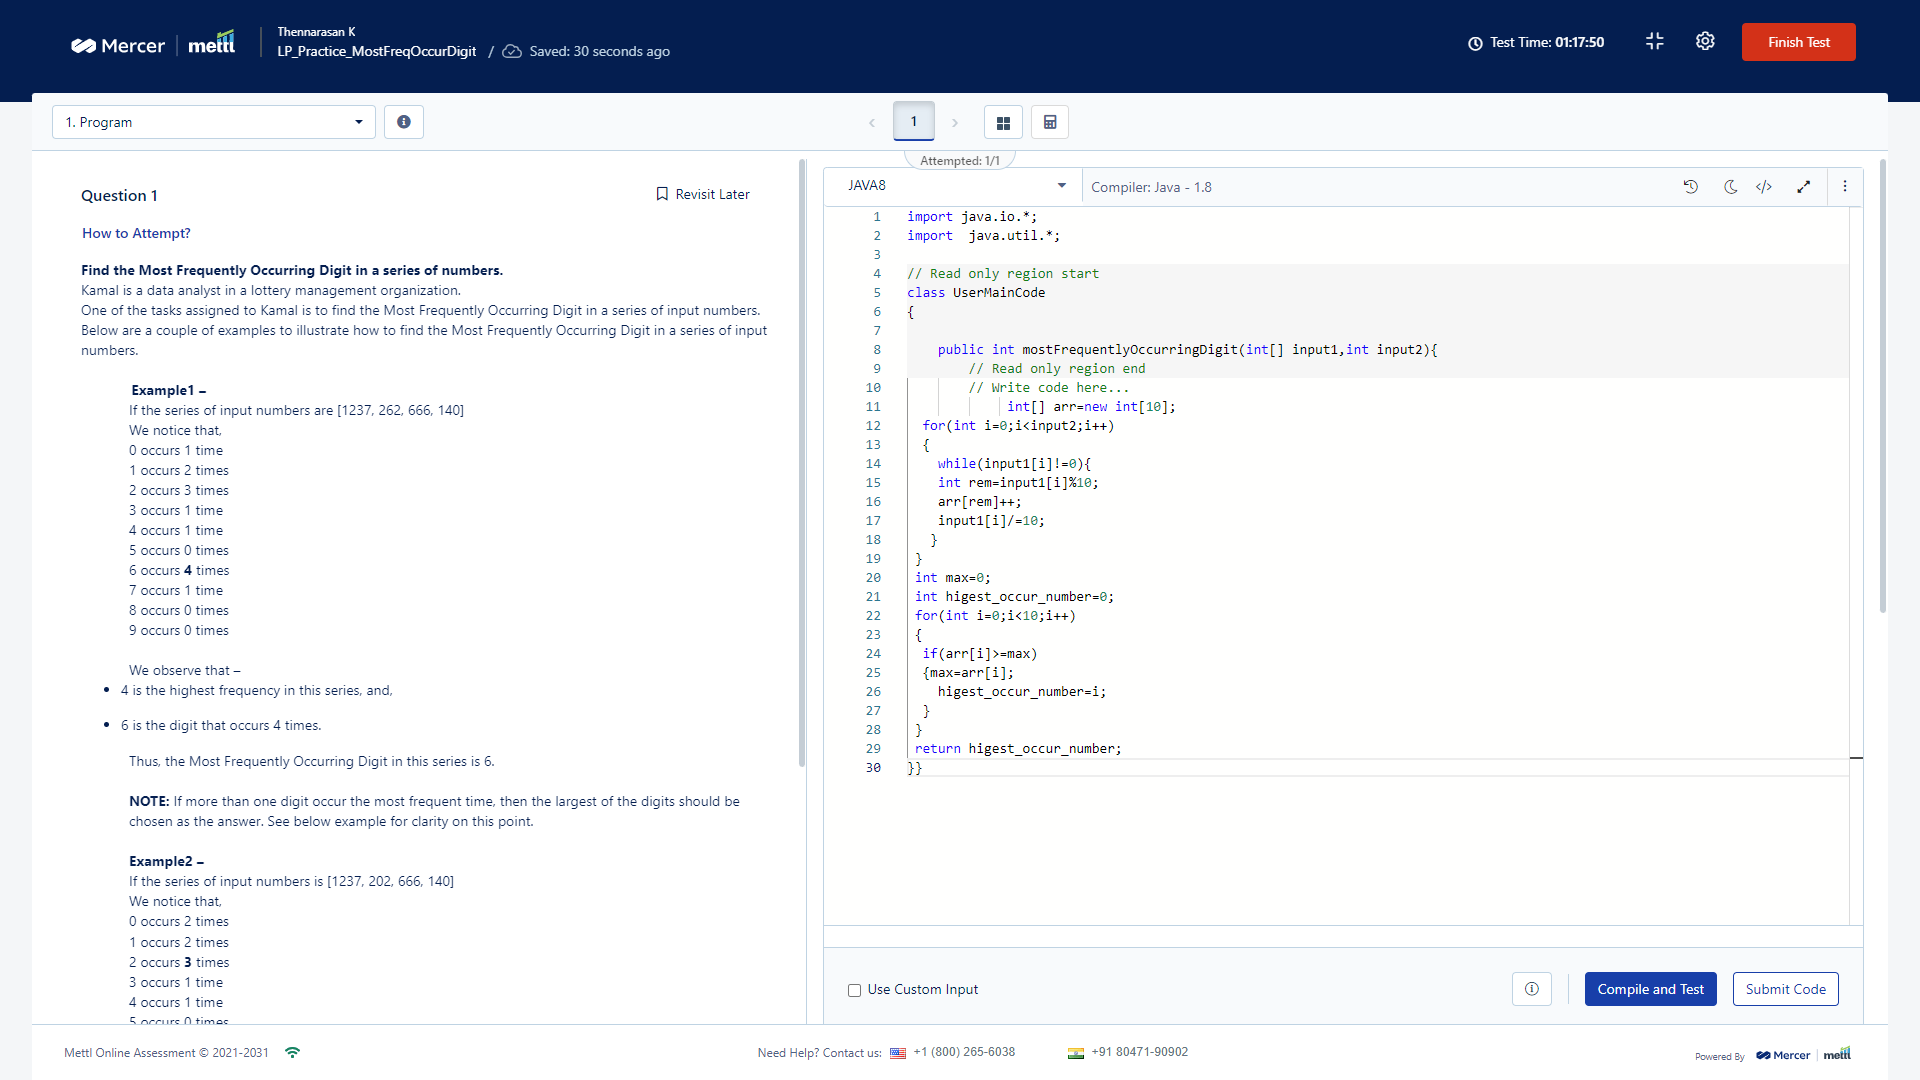 Mercer mettl
Thennarasan K
LP_Practice_MostFreqOccurDigit / Saved: 30 seconds ago
Test Time: 01:17:50
Finish Test
1. Program
1
Attempted: 1/1
Question 1
Revisit Later
How to Attempt?
Find the Most Frequently Occurring Digit in a series of numbers.
Kamal is a data analyst in a lottery management organization.
One of the tasks assigned to Kamal is to find the Most Frequently Occurring Digit in a series of input numbers.
Below are a couple of examples to illustrate how to find the Most Frequently Occurring Digit in a series of input
numbers.
Example1 –
If the series of input numbers are [1237, 262, 666, 140]
We notice that,
0 occurs 1 time
1 occurs 2 times
2 occurs 3 times
3 occurs 1 time
4 occurs 1 time
5 occurs 0 times
6 occurs 4 times
7 occurs 1 time
8 occurs 0 times
9 occurs 0 times
We observe that –
• 4 is the highest frequency in this series, and,
• 6 is the digit that occurs 4 times.
Thus, the Most Frequently Occurring Digit in this series is 6.
NOTE: If more than one digit occur the most frequent time, then the largest of the digits should be
chosen as the answer. See below example for clarity on this point.
Example2 –
If the series of input numbers is [1237, 202, 666, 140]
We notice that,
0 occurs 2 times
1 occurs 2 times
2 occurs 3 times
3 occurs 1 time
4 occurs 1 time
5 occurs 0 times
JAVA8
Compiler: Java - 1.8
1 import java.io.*;
2 import  java.util.*;
3
4 // Read only region start
5 class UserMainCode
6 {
7
8     public int mostFrequentlyOccurringDigit(int[] input1,int input2){
9         // Read only region end
10         // Write code here...
11              int[] arr=new int[10];
12   for(int i=0;i<input2;i++)
13   {
14     while(input1[i]!=0){
15     int rem=input1[i]%10;
16     arr[rem]++;
17     input1[i]/=10;
18    }
19  }
20  int max=0;
21  int higest_occur_number=0;
22  for(int i=0;i<10;i++)
23  {
24   if(arr[i]>=max)
25   {max=arr[i];
26     higest_occur_number=i;
27   }
28  }
29  return higest_occur_number;
30 }}
Use Custom Input
Compile and Test
Submit Code
Mettl Online Assessment © 2021-2031
Need Help? Contact us: +1 (800) 265-6038
+91 80471-90902
Powered By Mercer mettl